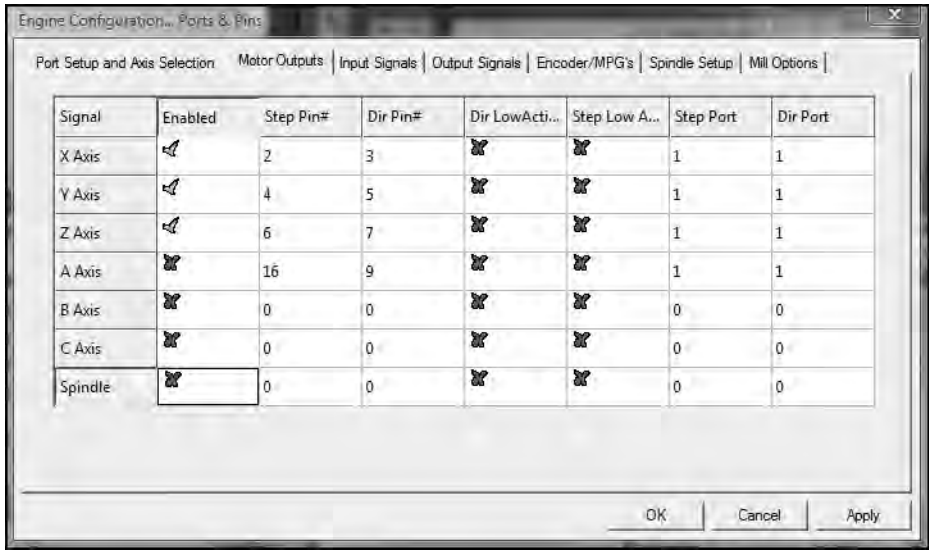 Engine Configuration... Ports & Pins
Port Setup and Axis Selection Motor Outputs Input Signals Output Signals Encoder/MPG's Spindle Setup Mill Options
Signal Enabled Step Pin# Dir Pin# Dir LowActi... Step Low A... Step Port Dir Port
X Axis 2 3 1 1
Y Axis 4 5 1 1
Z Axis 6 7 1 1
A Axis 16 9 1 1
B Axis 0 0 0 0
C Axis 0 0 0 0
Spindle 0 0 0 0
OK Cancel Apply